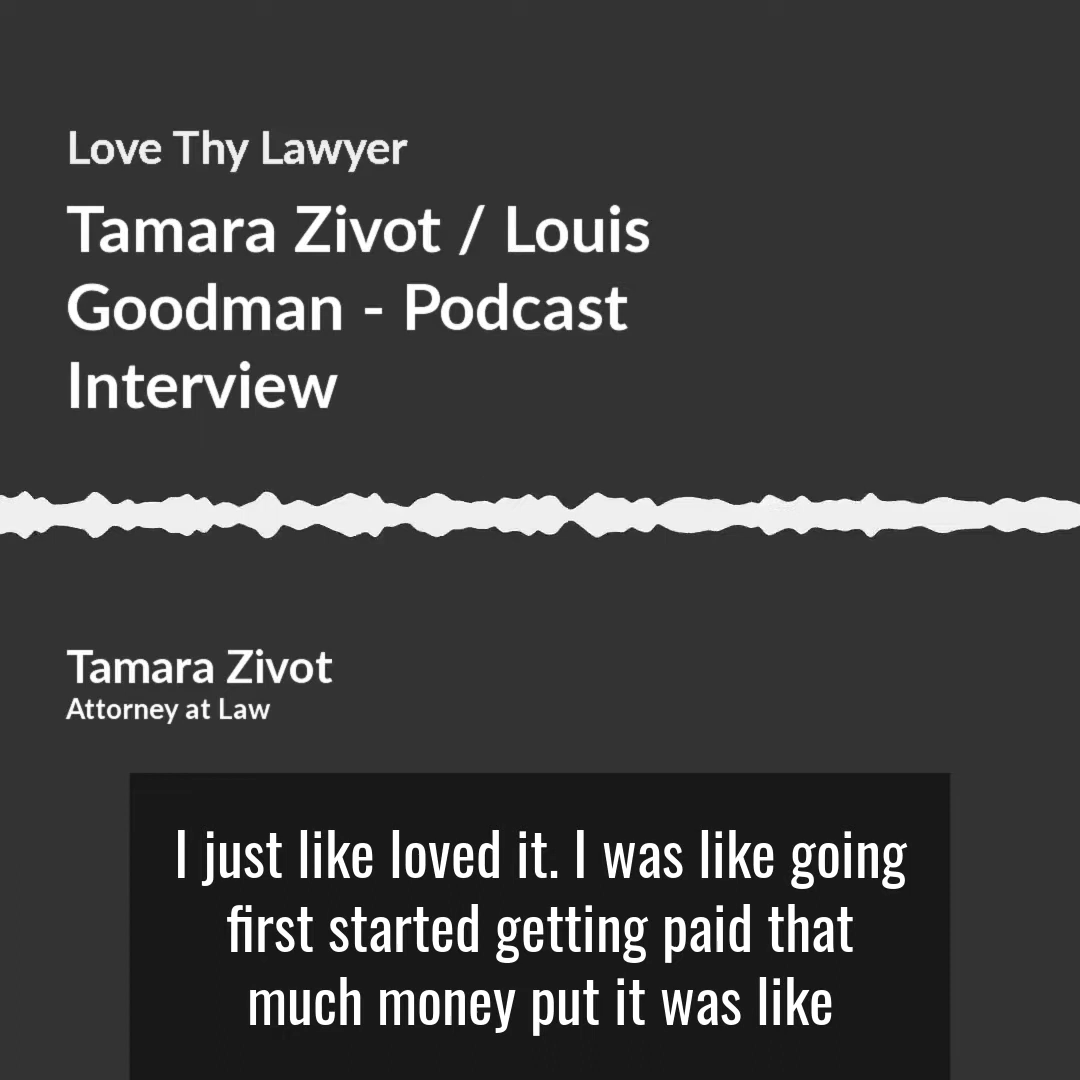 Love Thy Lawyer
Tamara Zivot / Louis
Goodman - Podcast
Interview
Tamara Zivot
Attorney at Law
I just like loved it. I was like going
first started getting paid that
much money put it was like